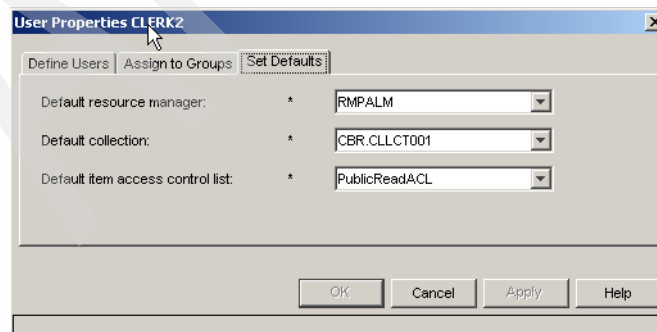 User Properties CLERK2
Define Users Assign to Groups Set Defaults
Default resource manager: * RMPALM
Default collection: * CBR.CLLCT001
Default item access control list: * PublicReadACL
OK Cancel Apply Help